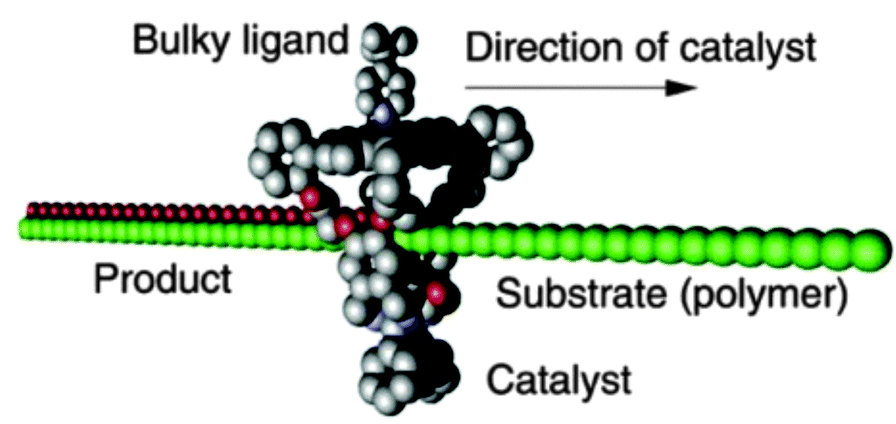 Bulky ligand
Direction of catalyst
Product
Substrate (polymer)
Catalyst